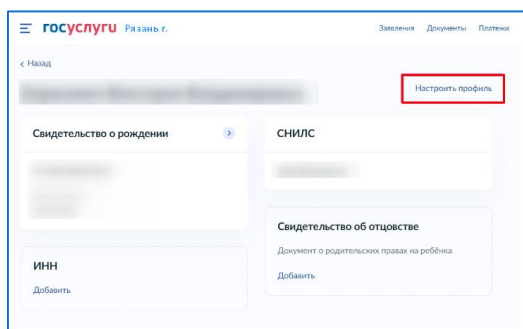 госуслуги Рязань г. Заявления Документы Платежи
< Назад
Настроить профиль
Свидетельство о рождении
СНИЛС
Свидетельство об отцовстве
Документ о родительских правах на ребёнка
Добавить
ИНН
Добавить